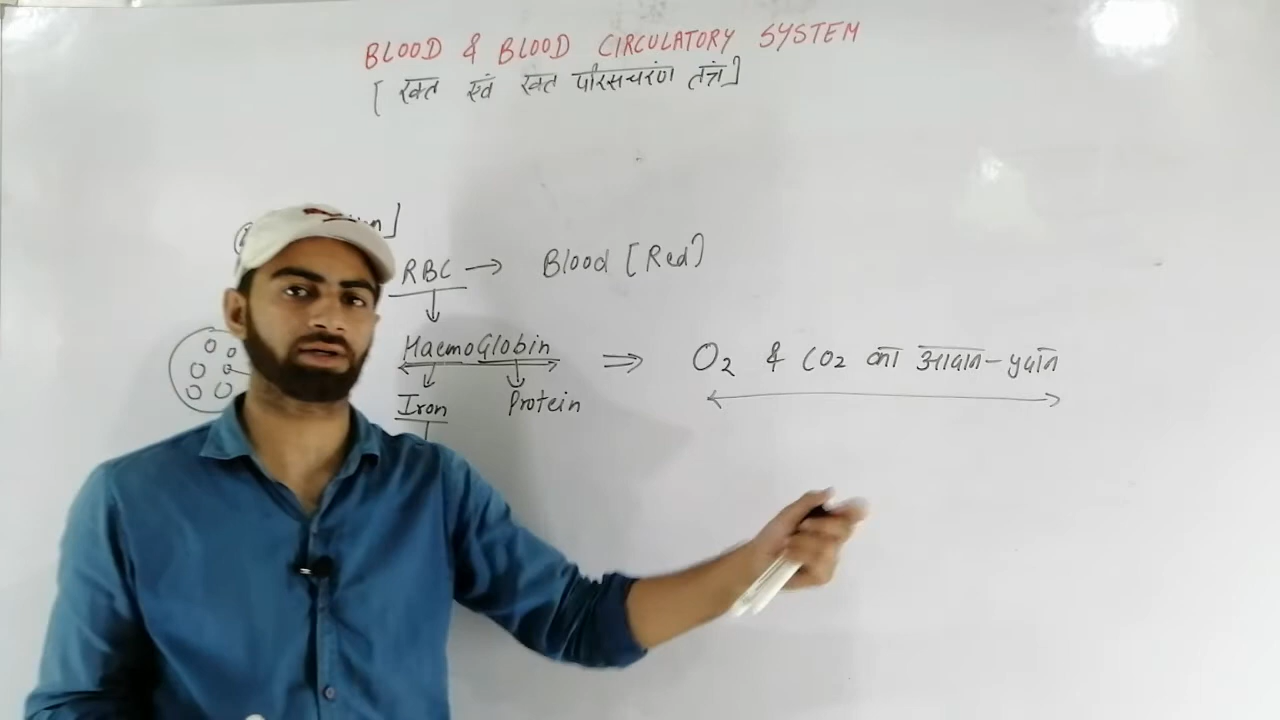 BLOOD & BLOOD CIRCULATORY SYSTEM
[ रक्त एवं रक्त परिसंचरण तंत्र ]
RBC → Blood [Red]
↓
HaemoGlobin ⇒ O₂ & CO₂ का आदान-प्रदान
↓ ↓
Iron Protein